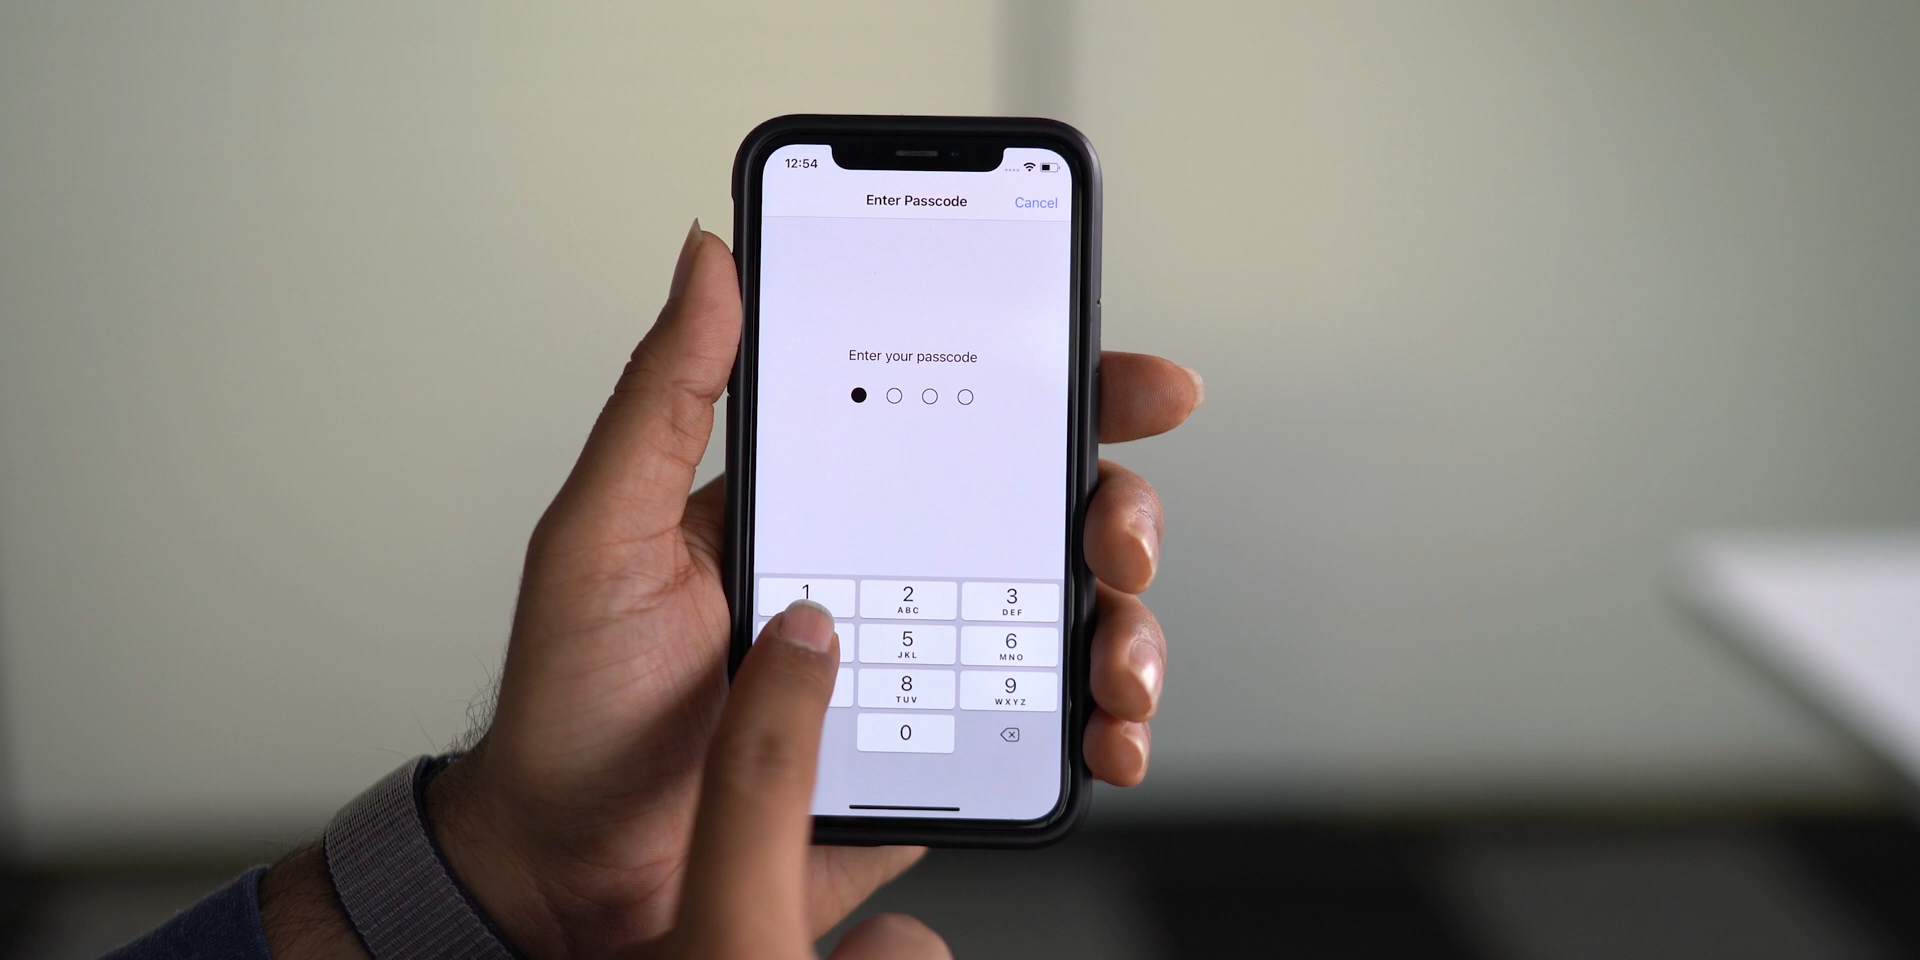 12:54
Enter Passcode Cancel
Enter your passcode
1 2 3
ABC DEF
5 6
JKL MNO
8 9
TUV WXYZ
0